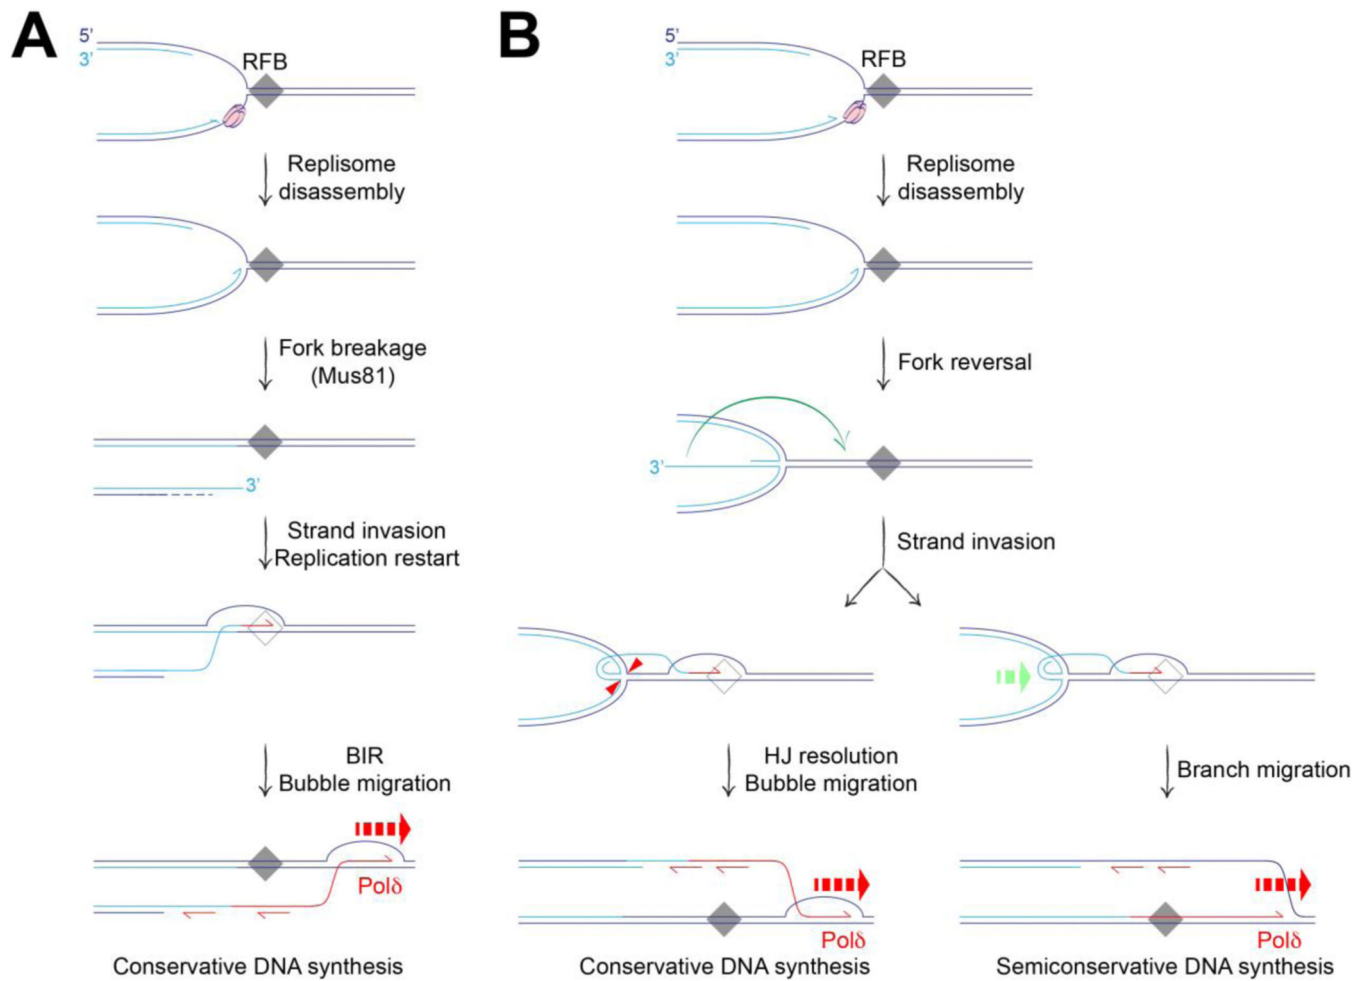 A
5'
3'
RFB
Replisome
disassembly
Fork breakage
(Mus81)
3'
Strand invasion
Replication restart
BIR
Bubble migration
Polδ
Conservative DNA synthesis
B
5'
3'
RFB
Replisome
disassembly
Fork reversal
3'
Strand invasion
HJ resolution
Bubble migration
Polδ
Conservative DNA synthesis
Branch migration
Polδ
Semiconservative DNA synthesis